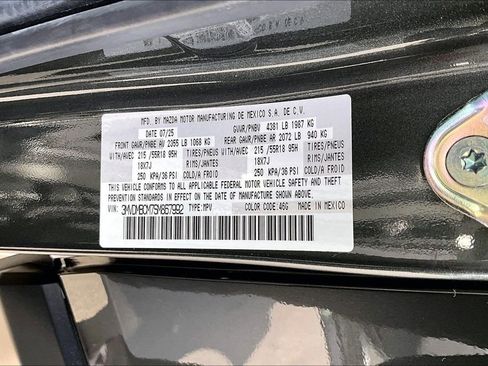 MFD. BY MAZDA MOTOR MANUFACTURING DE MEXICO S.A. DE C.V.
DATE 07/25 GVWR/PNBV 4381 LB 1987 KG
FRONT GAWR/PNBE AV 2355 LB 1068 KG REAR GAWR/PNBE AR 2072 LB 940 KG
WITH/AVEC 215/55R18 95H TIRES/PNEUS WITH/AVEC 215/55R18 95H TIRES/PNEUS
18X7J RIMS/JANTES 18X7J RIMS/JANTES
250 KPA/36 PSI COLD/A FROID 250 KPA/36 PSI COLD/A FROID
THIS VEHICLE CONFORMS TO ALL APPLICABLE FEDERAL MOTOR VEHICLE SAFETY AND THEFT PREVENTION STANDARDS IN EFFECT ON THE DATE OF MANUFACTURE SHOWN ABOVE.
VIN: TYPE: MPV COLOR CODE: 46G MADE IN MEXICO